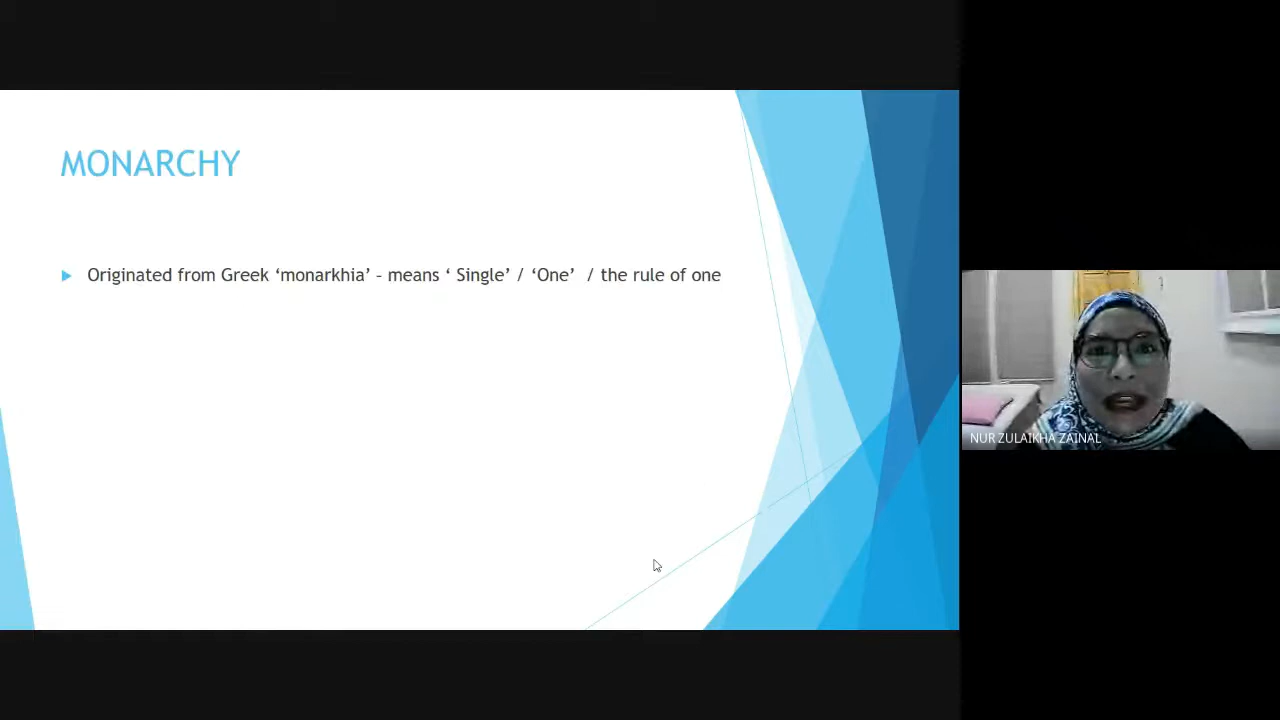 MONARCHY
Originated from Greek ‘monarkhia’ – means ‘ Single’ / ‘One’  / the rule of one
NUR ZULAIKHA ZAINAL